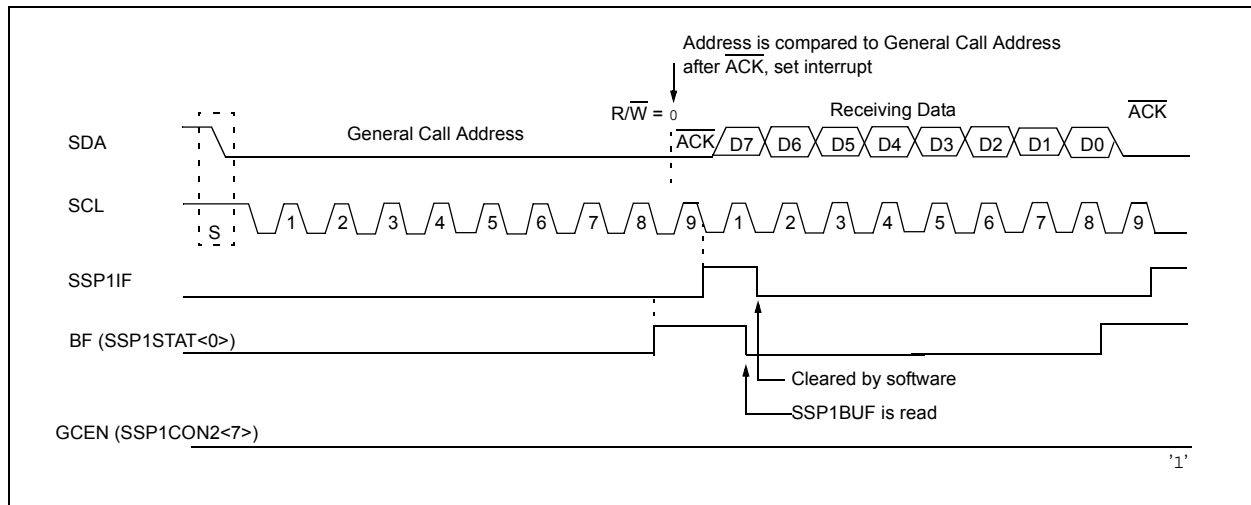 Address is compared to General Call Address
after ACK, set interrupt
R/W = 0
Receiving Data
ACK
General Call Address
SDA
ACK
D7 D6 D5 D4 D3 D2 D1 D0
SCL
S
1 2 3 4 5 6 7 8 9 1 2 3 4 5 6 7 8 9
SSP1IF
BF (SSP1STAT<0>)
Cleared by software
SSP1BUF is read
GCEN (SSP1CON2<7>)
'1'